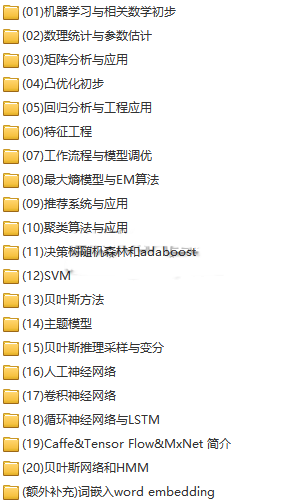 (01)机器学习与相关数学初步
(02)数理统计与参数估计
(03)矩阵分析与应用
(04)凸优化初步
(05)回归分析与工程应用
(06)特征工程
(07)工作流程与模型调优
(08)最大熵模型与EM算法
(09)推荐系统与应用
(10)聚类算法与应用
(11)决策树随机森林和adaboost
(12)SVM
(13)贝叶斯方法
(14)主题模型
(15)贝叶斯推理采样与变分
(16)人工神经网络
(17)卷积神经网络
(18)循环神经网络与LSTM
(19)Caffe&Tensor Flow&MxNet 简介
(20)贝叶斯网络和HMM
(额外补充)词嵌入word embedding